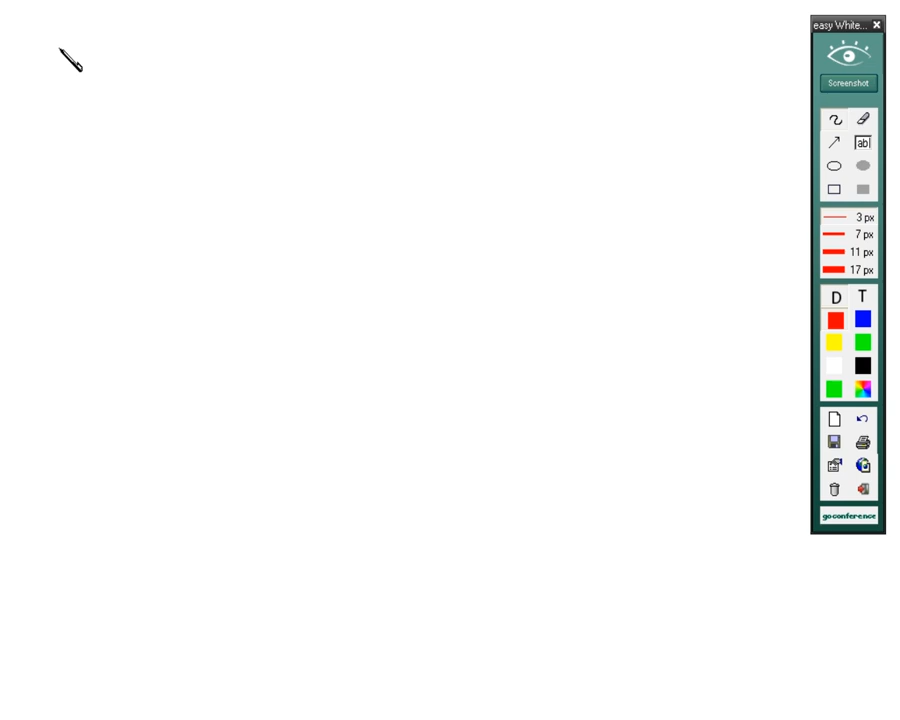 easy White...
Screenshot
ab
3 px
7 px
11 px
17 px
D T
goconference